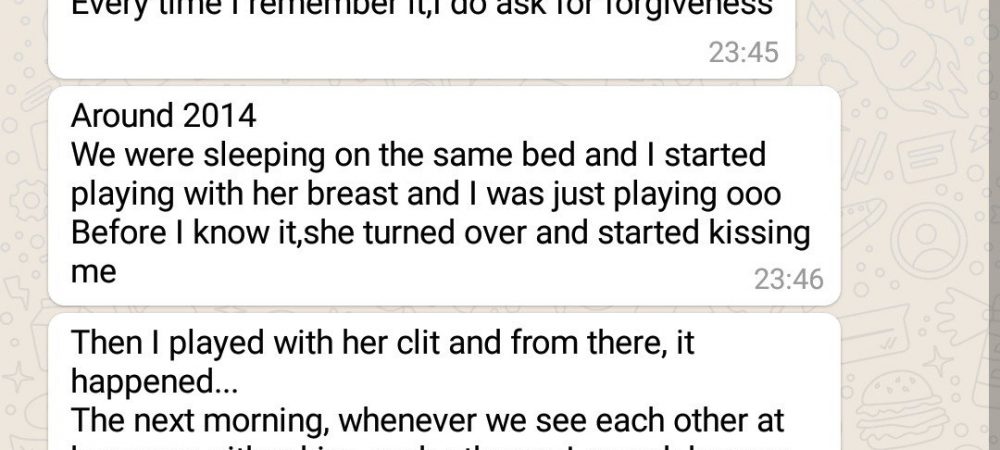 Every time I remember it,I do ask for forgiveness
23:45
Around 2014
We were sleeping on the same bed and I started
playing with her breast and I was just playing ooo
Before I know it,she turned over and started kissing
me
23:46
Then I played with her clit and from there, it
happened...
The next morning, whenever we see each other at